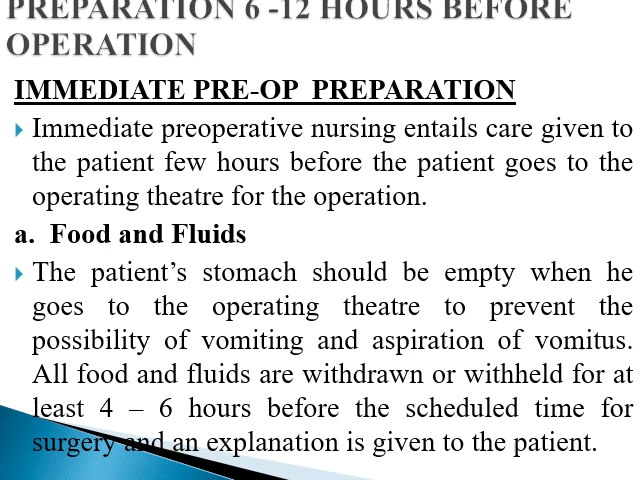 PREPARATION 6 -12 HOURS BEFORE
OPERATION
IMMEDIATE PRE-OP PREPARATION
Immediate preoperative nursing entails care given to
the patient few hours before the patient goes to the
operating theatre for the operation.
a. Food and Fluids
The patient’s stomach should be empty when he
goes to the operating theatre to prevent the
possibility of vomiting and aspiration of vomitus.
All food and fluids are withdrawn or withheld for at
least 4 – 6 hours before the scheduled time for
surgery and an explanation is given to the patient.